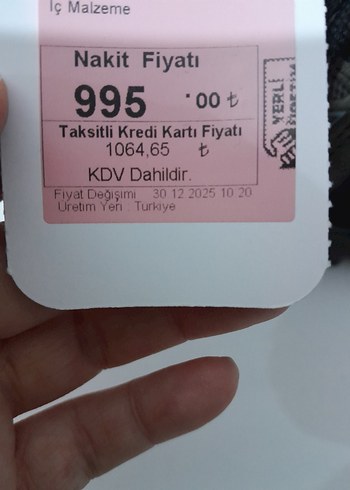 İç Malzeme
Nakit Fiyatı
995 .00 ₺
Taksitli Kredi Kartı Fiyatı
1064,65 ₺
KDV Dahildir.
Fiyat Değişimi 30.12.2025 10:20
Üretim Yeri : Türkiye
YERLİ
ÜRETİM